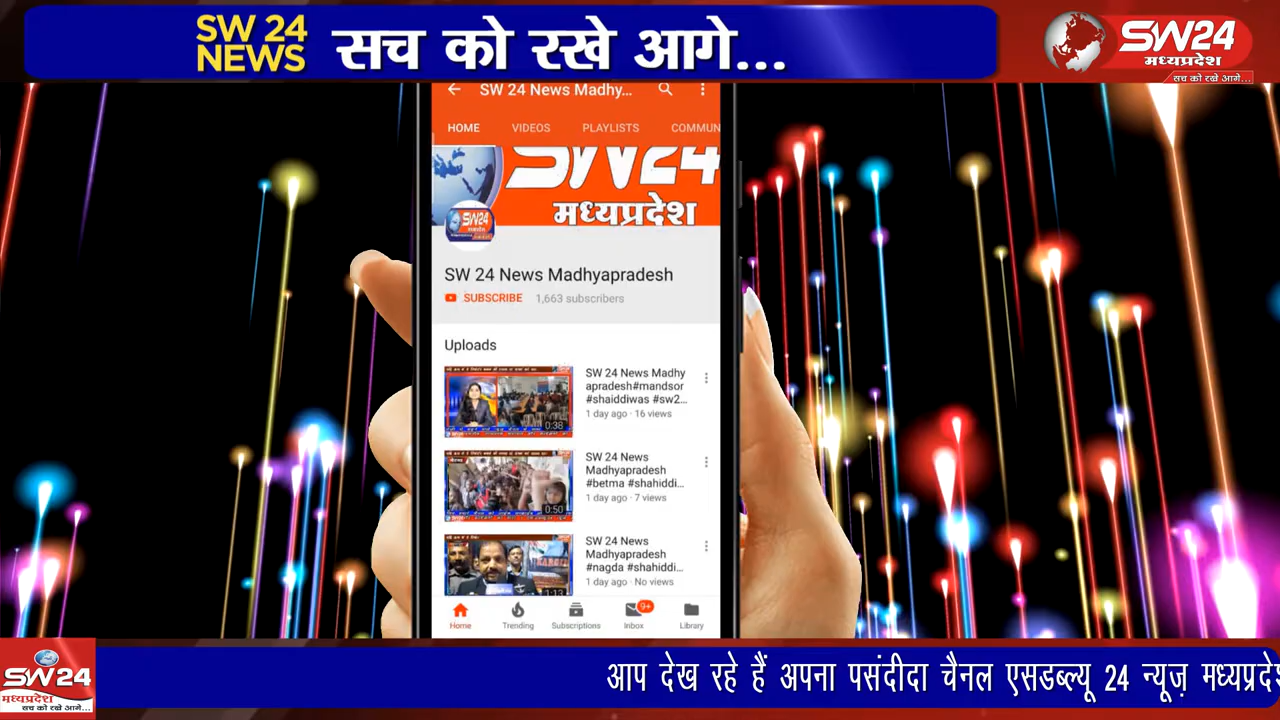 SW 24
NEWS
सच को रखे आगे...
SW24
मध्यप्रदेश
सच को रखे आगे...
SW 24 News Madhy...
HOME VIDEOS PLAYLISTS COMMUN
SW24
मध्यप्रदेश
SW24
SW 24 News Madhyapradesh
SUBSCRIBE 1,663 subscribers
Uploads
SW 24 News Madhy
apradesh#mandsor
#shaiddiwas #sw2...
1 day ago · 16 views
0:38
SW 24 News
Madhyapradesh
#betma #shahiddi...
1 day ago · 7 views
0:50
SW 24 News
Madhyapradesh
#nagda #shahiddi...
1 day ago · No views
1:13
9+
Home Trending Subscriptions Inbox Library
SW24
मध्यप्रदेश
सच को रखे आगे...
आप देख रहे हैं अपना पसंदीदा चैनल एसडब्ल्यू 24 न्यूज़ मध्यप्रदेश